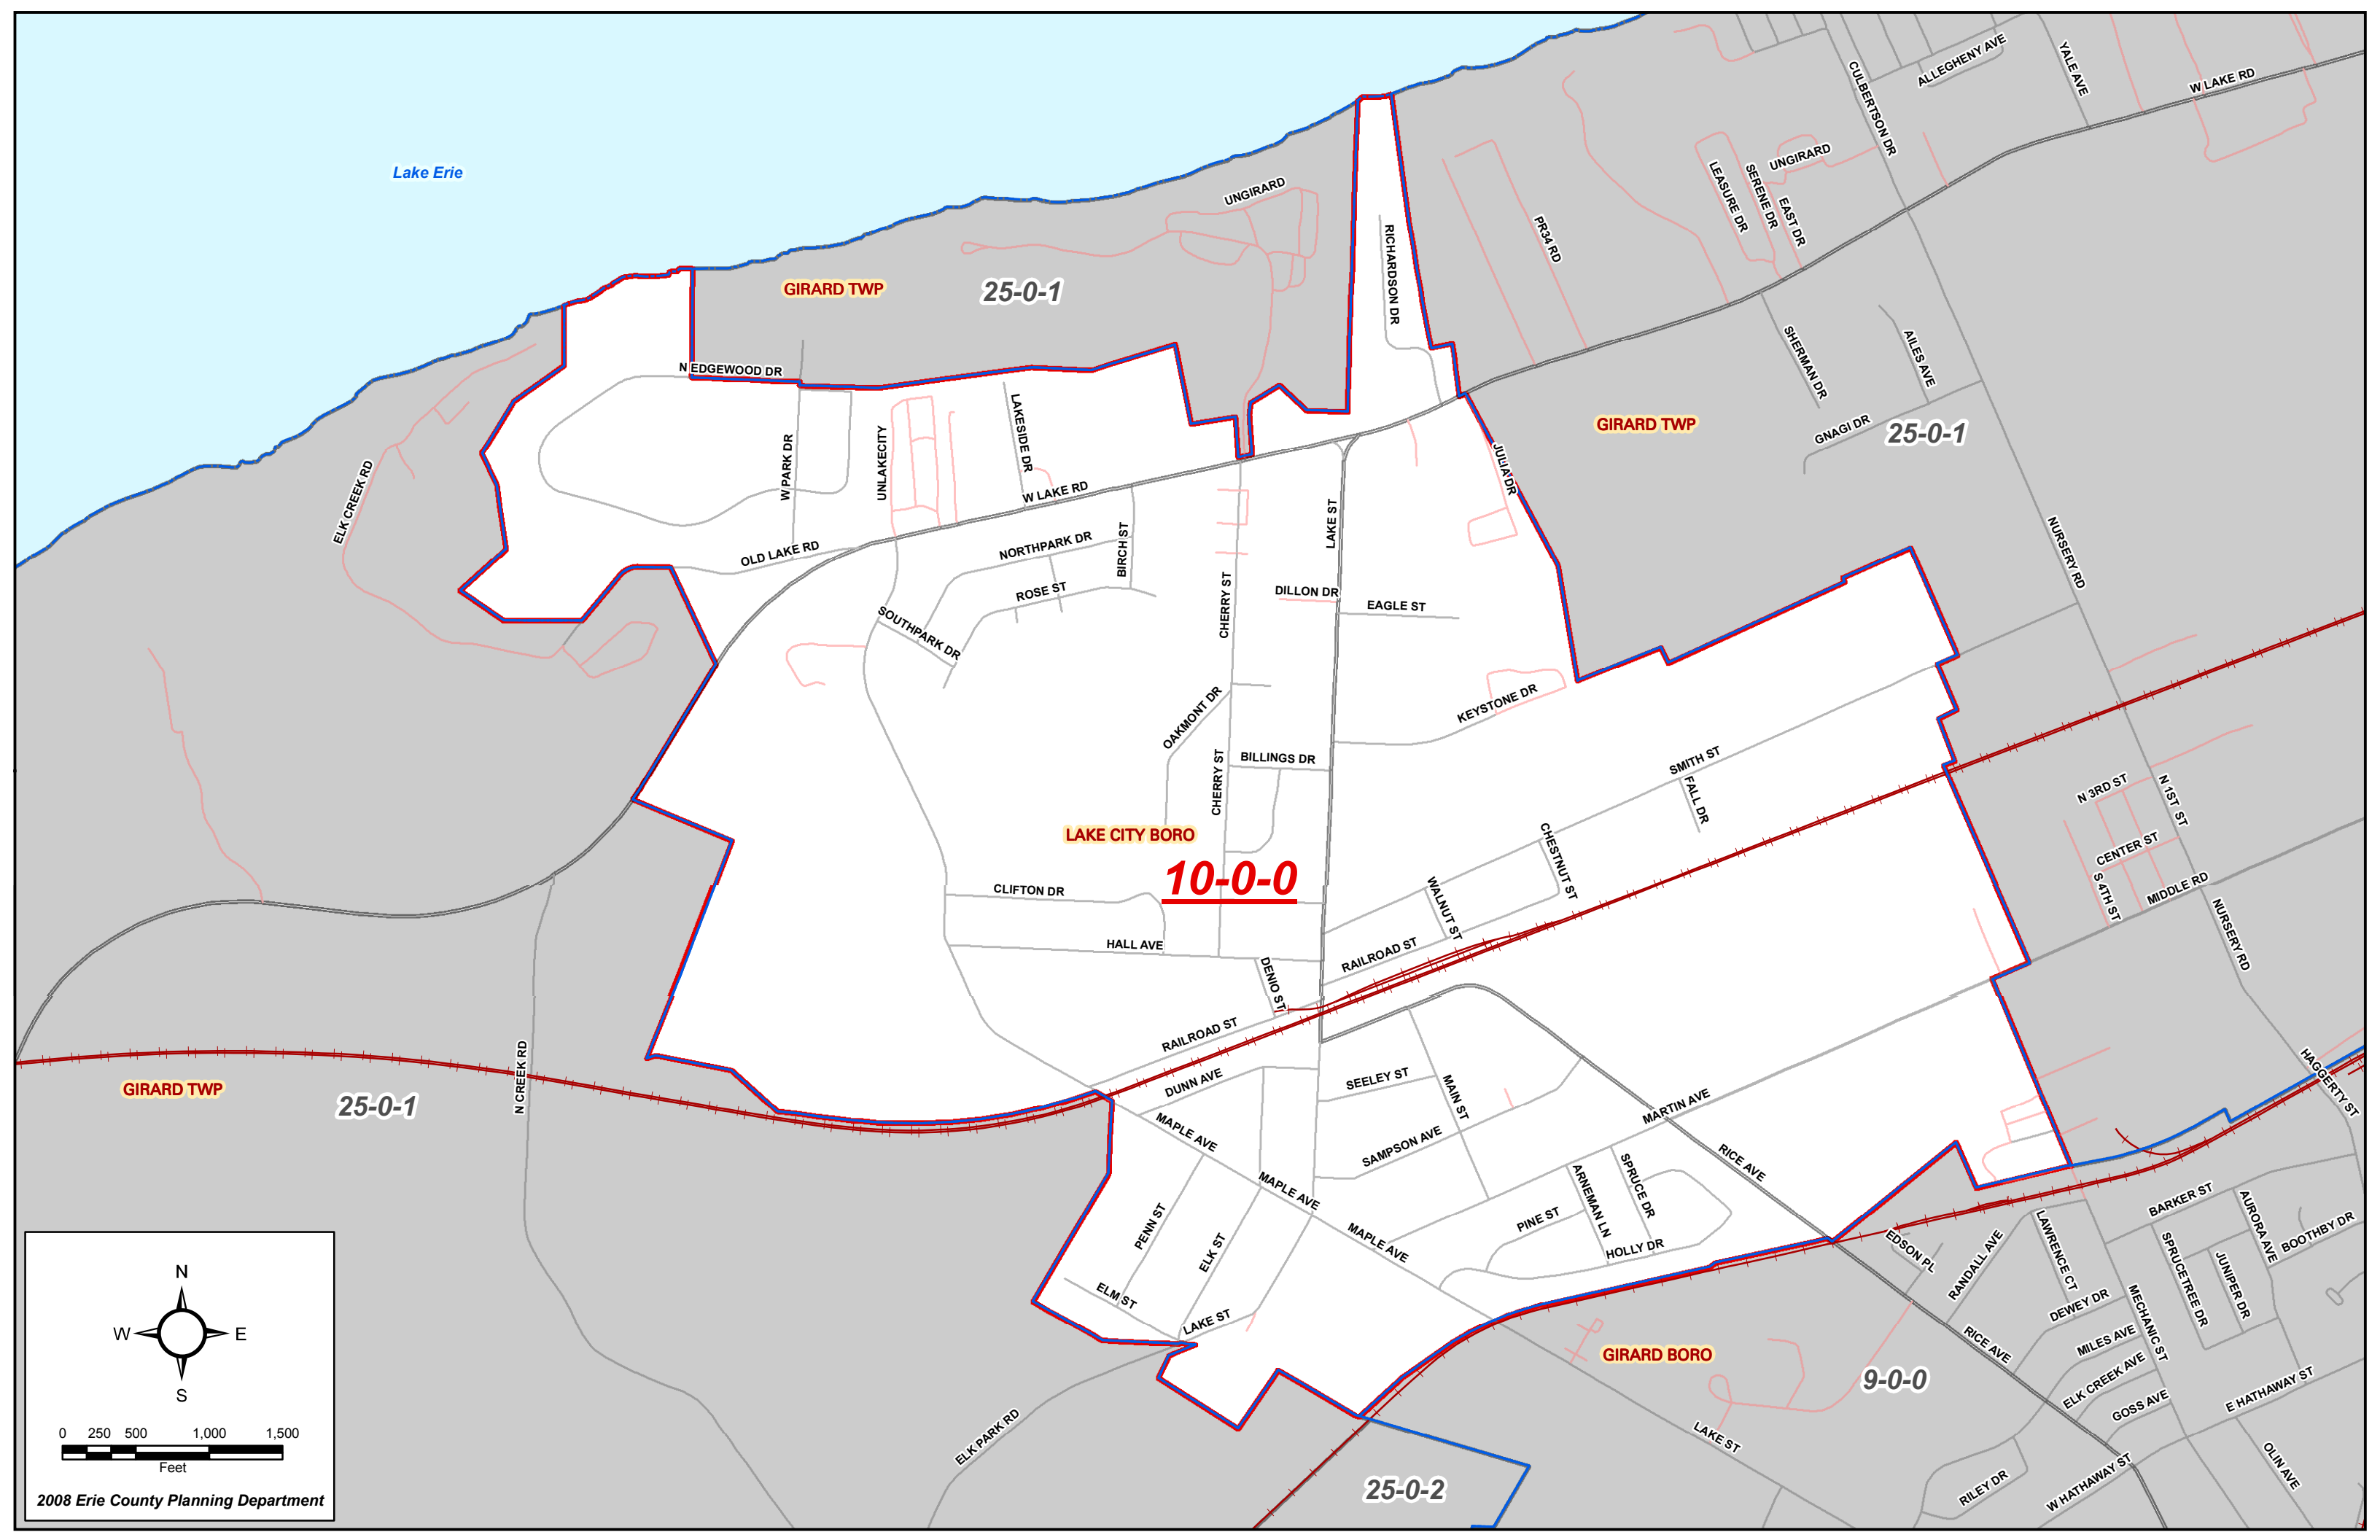 ALLEGHENY AVE
YALE AVE
W LAKE RD
CULBERTSON DR
Lake Erie
UNGIRARD
LEASURE DR
SERENE DR
EAST DR
UNGIRARD
PR34 RD
RICHARDSON DR
GIRARD TWP
25-0-1
N EDGEWOOD DR
SHERMAN DR
AILES AVE
GNAGI DR
GIRARD TWP
25-0-1
LAKESIDE DR
W PARK DR
UNLAKECITY
JULIA DR
ELK CREEK RD
W LAKE RD
LAKE ST
NURSERY RD
OLD LAKE RD
NORTHPARK DR
BIRCH ST
ROSE ST
CHERRY ST
DILLON DR
EAGLE ST
SOUTHPARK DR
OAKMONT DR
KEYSTONE DR
CHERRY ST
BILLINGS DR
SMITH ST
FALL DR
N 3RD ST
N 1ST ST
LAKE CITY BORO
10-0-0
CHESTNUT ST
CENTER ST
S 4TH ST
MIDDLE RD
CLIFTON DR
WALNUT ST
HALL AVE
RAILROAD ST
NURSERY RD
DENIO ST
RAILROAD ST
N CREEK RD
GIRARD TWP
25-0-1
DUNN AVE
SEELEY ST
MAIN ST
HAGGERTY ST
MARTIN AVE
MAPLE AVE
SAMPSON AVE
RICE AVE
MAPLE AVE
ARNEMAN LN
SPRUCE DR
PENN ST
ELK ST
PINE ST
MAPLE AVE
HOLLY DR
EDSON PL
RANDALL AVE
LAWRENCE CT
BARKER ST
AURORA AVE
BOOTHBY DR
SPRUCETREE DR
JUNIPER DR
ELM ST
LAKE ST
DEWEY DR
MECHANIC ST
MILES AVE
RICE AVE
GIRARD BORO
9-0-0
ELK CREEK AVE
GOSS AVE
E HATHAWAY ST
ELK PARK RD
LAKE ST
OLIN AVE
25-0-2
RILEY DR
W HATHAWAY ST
N
W
E
S
0 250 500 1,000 1,500
Feet
2008 Erie County Planning Department